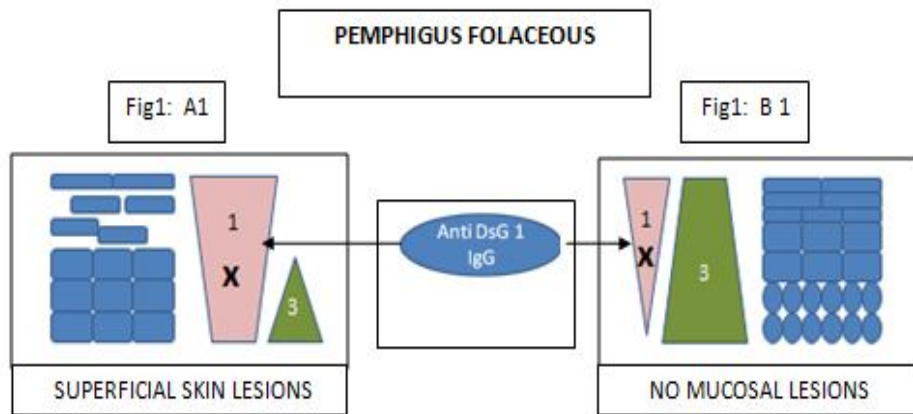 PEMPHIGUS FOLACEOUS
Fig1: A1
Fig1: B 1
1
X
3
Anti DsG 1
IgG
1
X
3
SUPERFICIAL SKIN LESIONS
NO MUCOSAL LESIONS